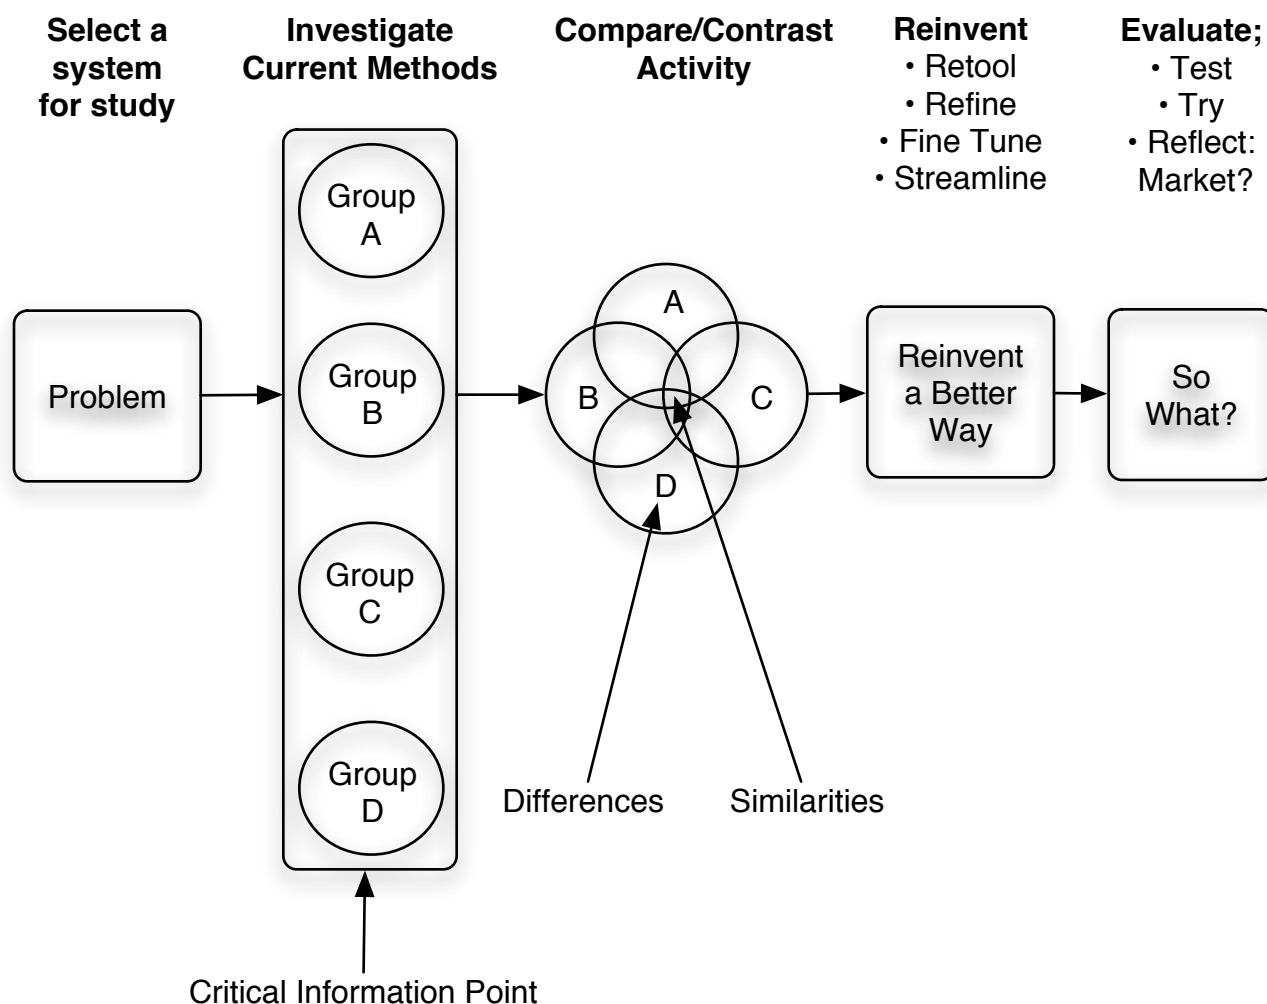 Select a
system
for study
Investigate
Current Methods
Compare/Contrast
Activity
Reinvent
• Retool
• Refine
• Fine Tune
• Streamline
Evaluate;
• Test
• Try
• Reflect:
Market?
Problem
Group
A
Group
B
Group
C
Group
D
A
B
C
D
Reinvent
a Better
Way
So
What?
Differences
Similarities
Critical Information Point